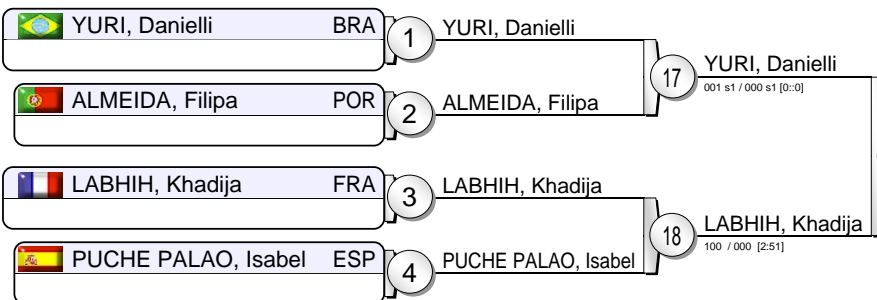 YURI, Danielli BRA
1
YURI, Danielli
ALMEIDA, Filipa POR
2
ALMEIDA, Filipa
17
YURI, Danielli
001 s1 / 000 s1 [0::0]
LABHIH, Khadija FRA
3
LABHIH, Khadija
PUCHE PALAO, Isabel ESP
4
PUCHE PALAO, Isabel
18
LABHIH, Khadija
100 / 000 [2:51]